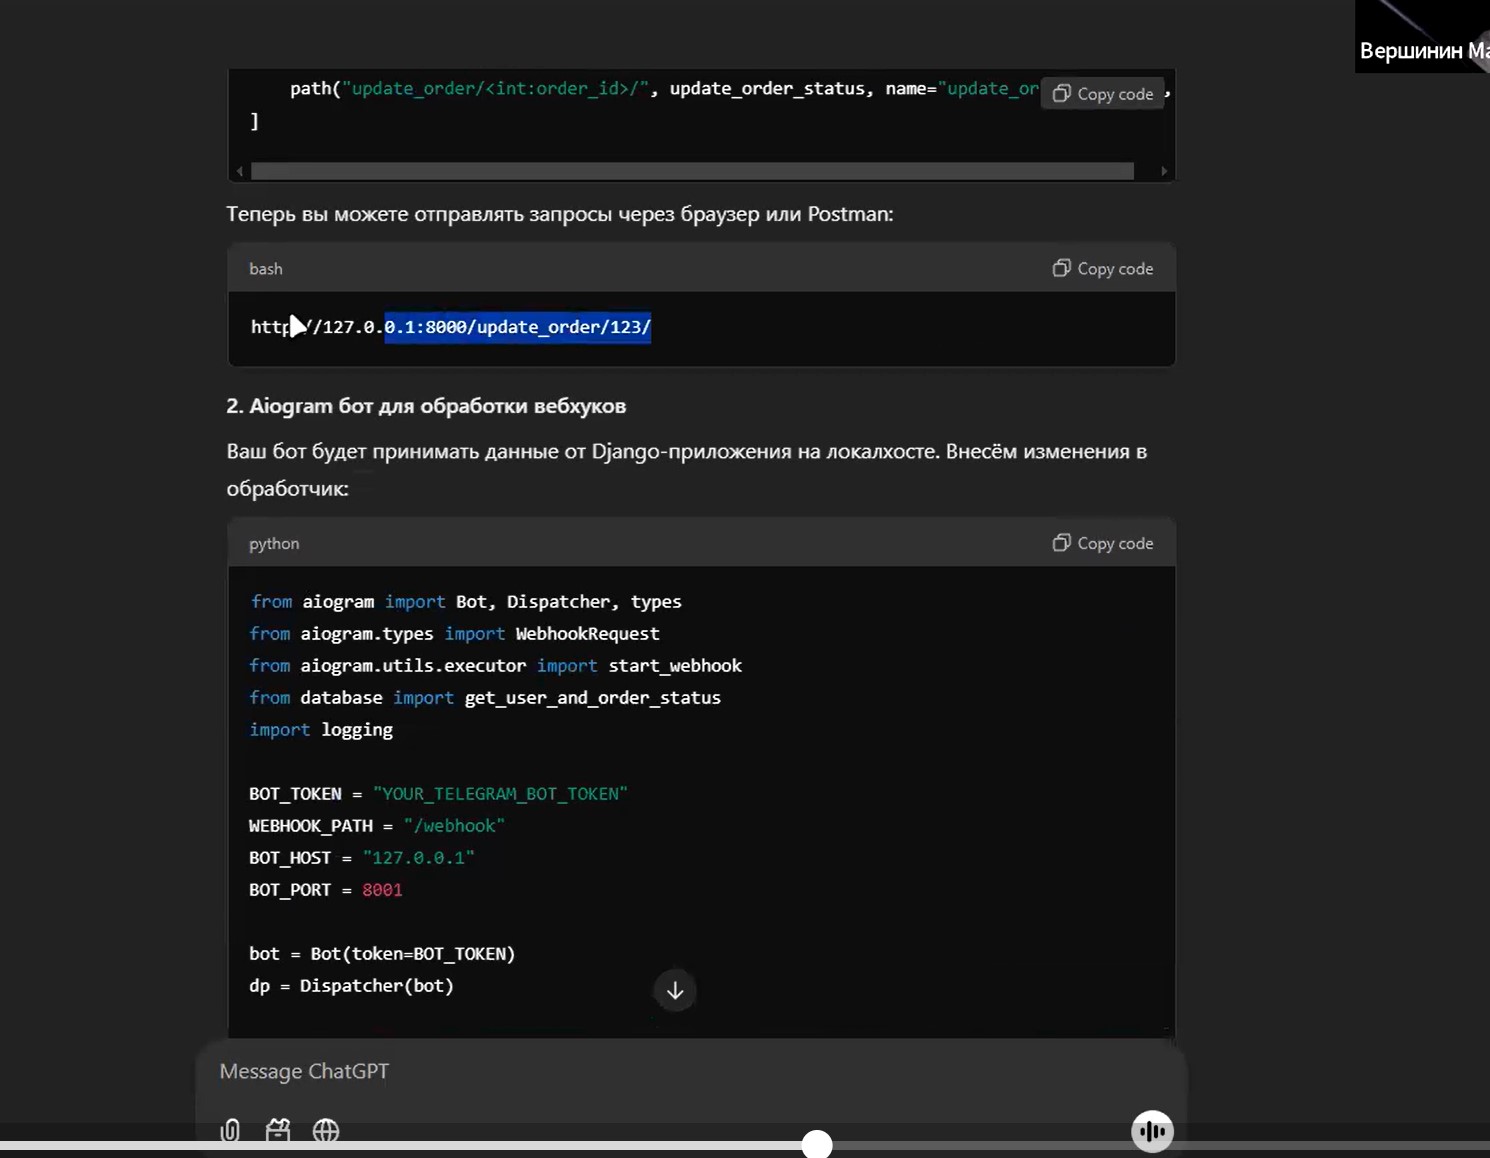 Вершинин
path("update_order/<int:order_id>/", update_order_status, name="update_or
Copy code
,
]
Теперь вы можете отправлять запросы через браузер или Postman:
bash
Copy code
http://127.0.0.1:8000/update_order/123/
2. Aiogram бот для обработки вебхуков
Ваш бот будет принимать данные от Django-приложения на локалхосте. Внесём изменения в
обработчик:
python
Copy code
from aiogram import Bot, Dispatcher, types
from aiogram.types import WebhookRequest
from aiogram.utils.executor import start_webhook
from database import get_user_and_order_status
import logging
BOT_TOKEN = "YOUR_TELEGRAM_BOT_TOKEN"
WEBHOOK_PATH = "/webhook"
BOT_HOST = "127.0.0.1"
BOT_PORT = 8001
bot = Bot(token=BOT_TOKEN)
dp = Dispatcher(bot)
Message ChatGPT